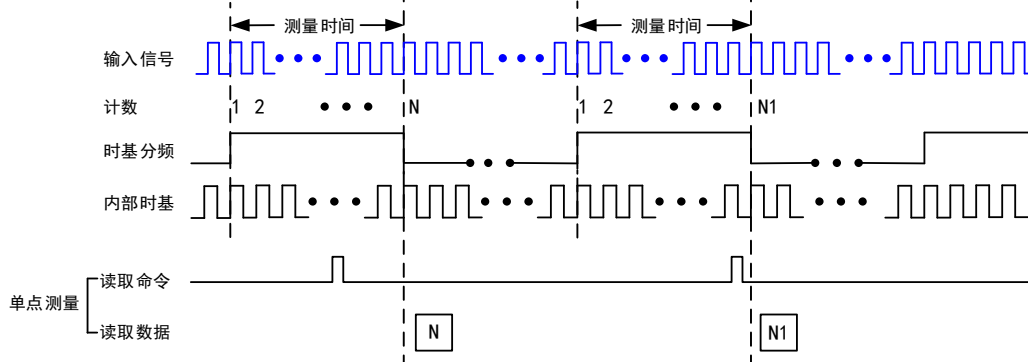 测量时间 测量时间
输入信号
计数 1 2 N 1 2 N1
时基分频
内部时基
读取命令
单点测量
读取数据 N N1